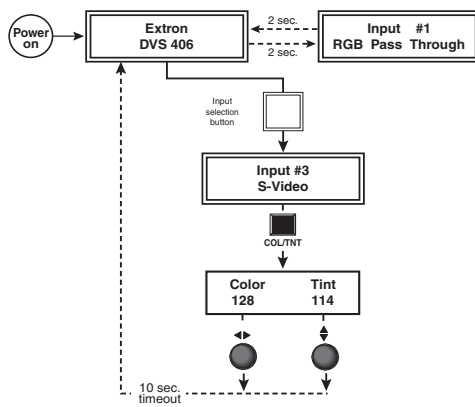 Power
on
Extron
DVS 406
2 sec.
2 sec.
Input #1
RGB Pass Through
Input
selection
button
Input #3
S-Video
COL/TNT
Color Tint
128 114
10 sec.
timeout